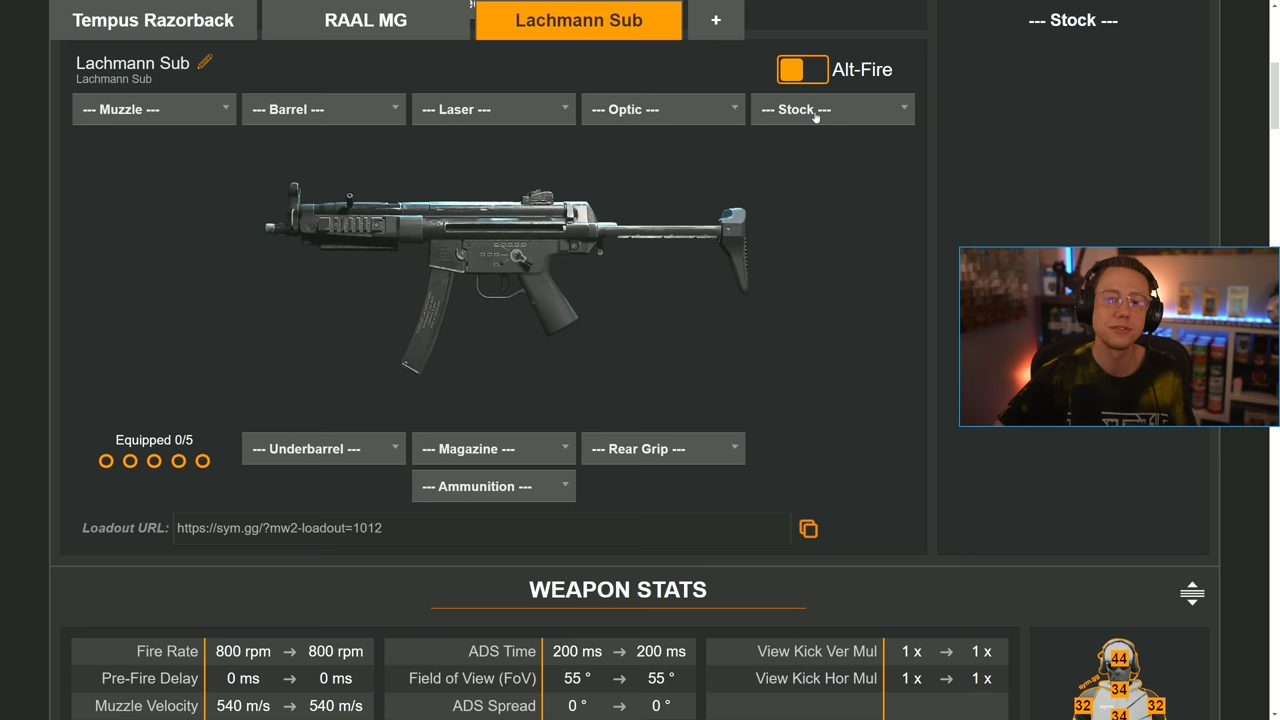 Tempus Razorback
RAAL MG
Lachmann Sub
+
--- Stock ---
Lachmann Sub
Lachmann Sub
Alt-Fire
--- Muzzle ---
--- Barrel ---
--- Laser ---
--- Optic ---
--- Stock ---
Equipped 0/5
--- Underbarrel ---
--- Magazine ---
--- Rear Grip ---
--- Ammunition ---
Loadout URL: https://sym.gg/?mw2-loadout=1012
WEAPON STATS
Fire Rate 800 rpm → 800 rpm
ADS Time 200 ms → 200 ms
View Kick Ver Mul 1 x → 1 x
Pre-Fire Delay 0 ms → 0 ms
Field of View (FoV) 55 ° → 55 °
View Kick Hor Mul 1 x → 1 x
Muzzle Velocity 540 m/s → 540 m/s
ADS Spread 0 ° → 0 °
44
sym.gg
34
32
32
34